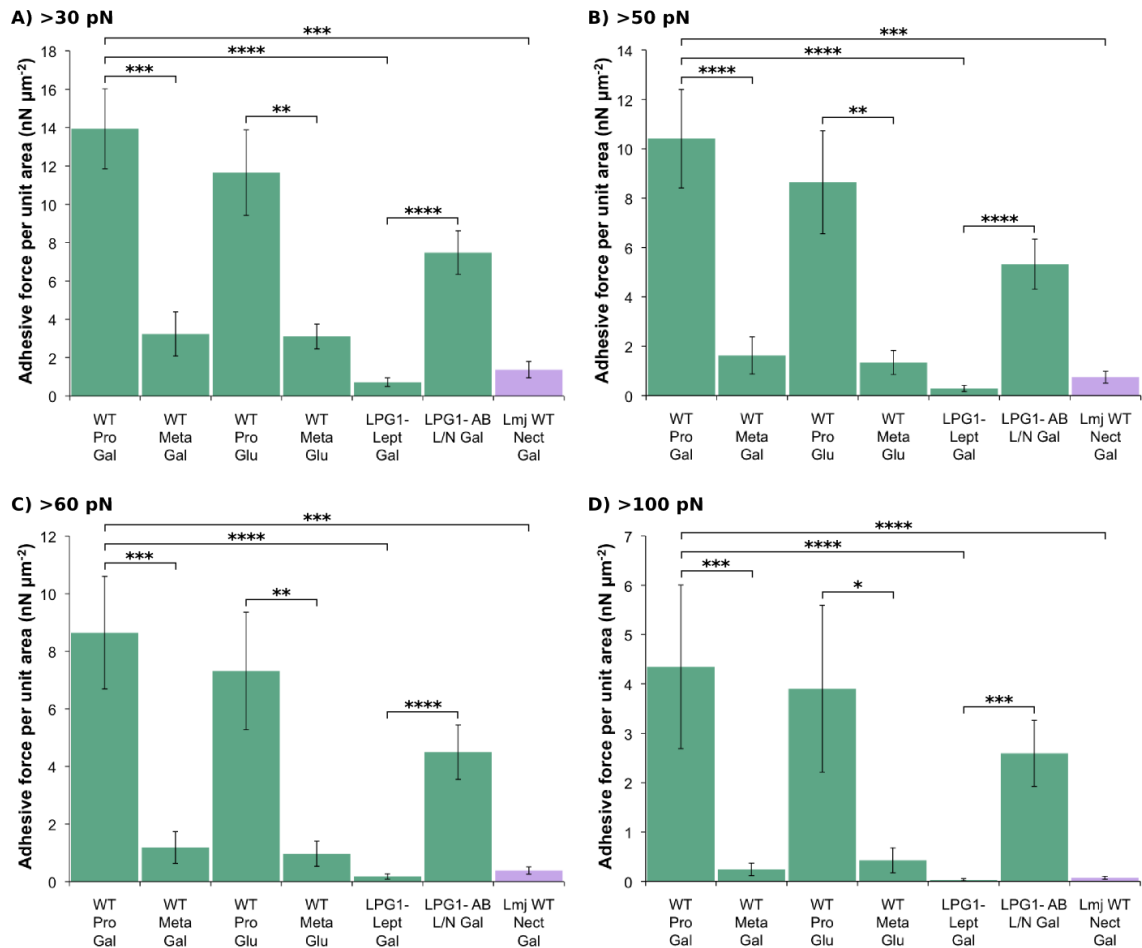 A) >30 pN
Adhesive force per unit area (nN µm⁻²)
18
16
14
12
10
8
6
4
2
0
***
****
***
**
****
WT Pro Gal
WT Meta Gal
WT Pro Glu
WT Meta Glu
LPG1- Lept Gal
LPG1- AB L/N Gal
Lmj WT Nect Gal
B) >50 pN
Adhesive force per unit area (nN µm⁻²)
14
12
10
8
6
4
2
0
***
****
****
**
****
WT Pro Gal
WT Meta Gal
WT Pro Glu
WT Meta Glu
LPG1- Lept Gal
LPG1- AB L/N Gal
Lmj WT Nect Gal
C) >60 pN
Adhesive force per unit area (nN µm⁻²)
12
10
8
6
4
2
0
***
****
***
**
****
WT Pro Gal
WT Meta Gal
WT Pro Glu
WT Meta Glu
LPG1- Lept Gal
LPG1- AB L/N Gal
Lmj WT Nect Gal
D) >100 pN
Adhesive force per unit area (nN µm⁻²)
7
6
5
4
3
2
1
0
****
****
***
*
***
WT Pro Gal
WT Meta Gal
WT Pro Glu
WT Meta Glu
LPG1- Lept Gal
LPG1- AB L/N Gal
Lmj WT Nect Gal